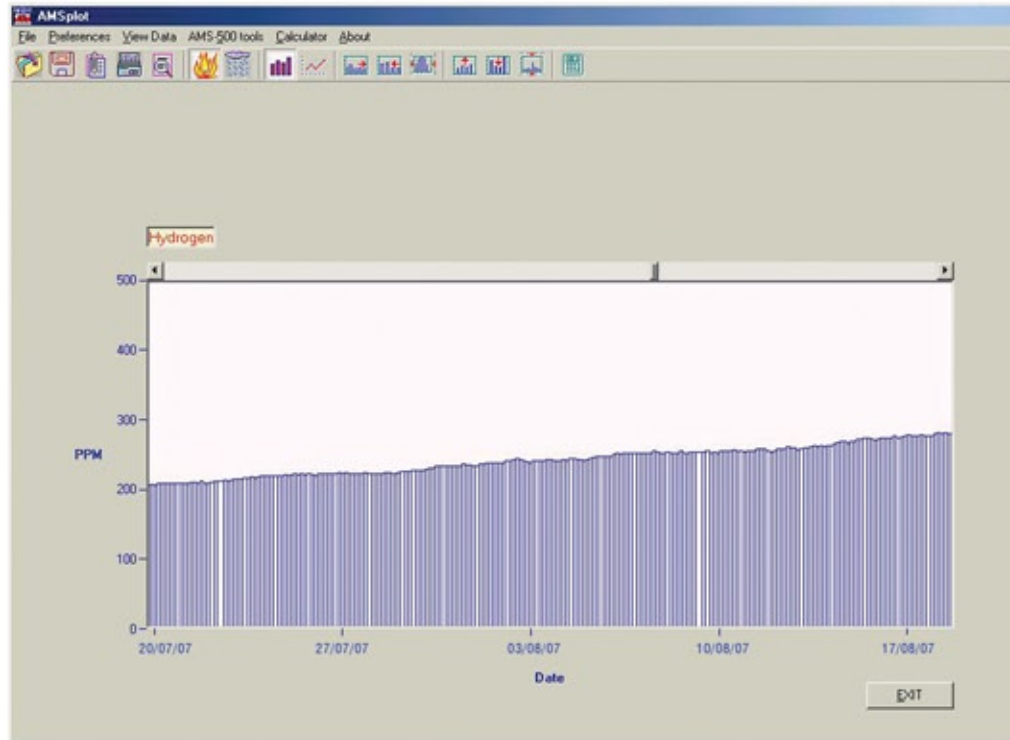 AMSplot
File Preferences View Data AMS-500 tools Calculator About
Hydrogen
500
400
300
PPM
200
100
0
20/07/07 27/07/07 03/08/07 10/08/07 17/08/07
Date
EXIT